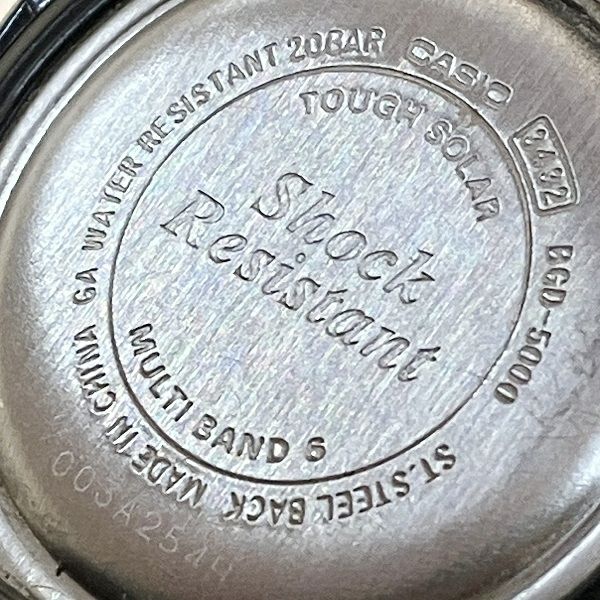 CASIO
3492
BGD-5000
ST.STEEL BACK
MADE IN CHINA
GA
WATER RESISTANT 20BAR
TOUGH SOLAR
Shock
Resistant
MULTI BAND 6